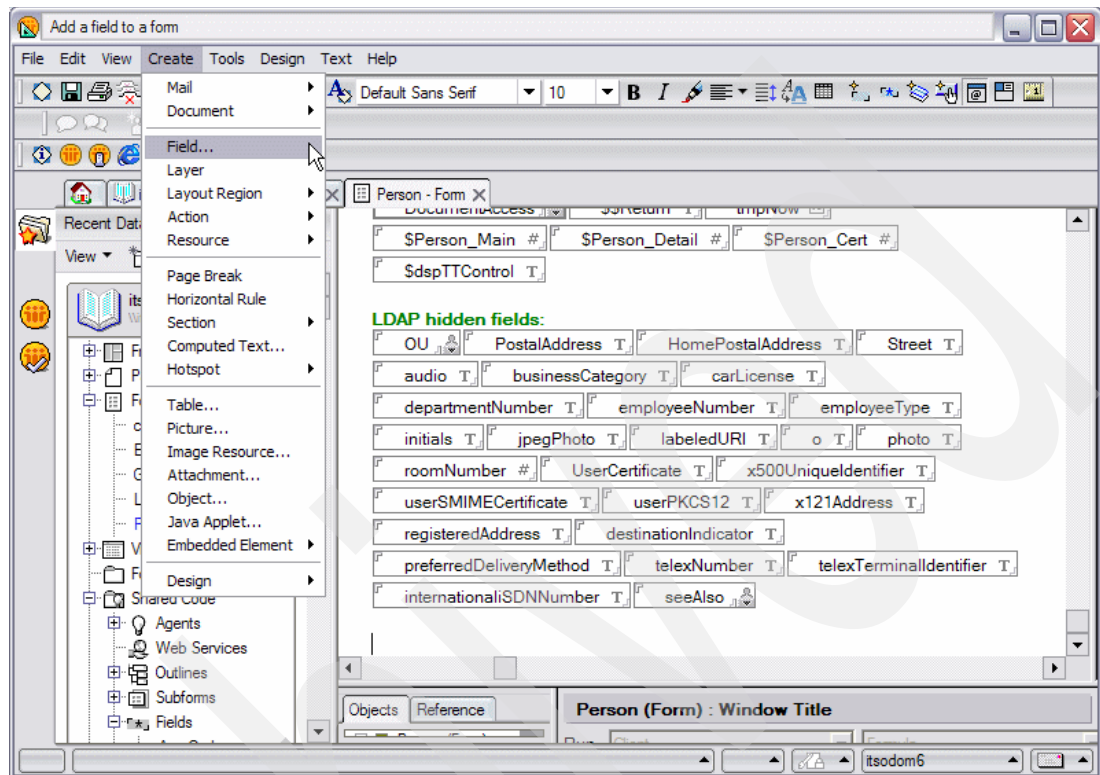 Add a field to a form
File Edit View Create Tools Design Text Help
Default Sans Serif 10 B I
Mail
Document
Field...
Layer
Layout Region
Action
Resource
Page Break
Horizontal Rule
Section
Computed Text...
Hotspot
Table...
Picture...
Image Resource...
Attachment...
Object...
Java Applet...
Embedded Element
Design
Recent Dat
View
its
Shared Code
Agents
Web Services
Outlines
Subforms
Fields
Person - Form
DocumentAccess $$Return T tmpNow
$Person_Main # $Person_Detail # $Person_Cert #
$dspTTControl T
LDAP hidden fields:
OU PostalAddress T HomePostalAddress T Street T
audio T businessCategory T carLicense T
departmentNumber T employeeNumber T employeeType T
initials T jpegPhoto T labeledURI T o T photo T
roomNumber # UserCertificate T x500UniqueIdentifier T
userSMIMECertificate T userPKCS12 T x121Address T
registeredAddress T destinationIndicator T
preferredDeliveryMethod T telexNumber T telexTerminalIdentifier T
internationaliSDNNumber T seeAlso
Objects Reference
Person (Form) : Window Title
itsodom6